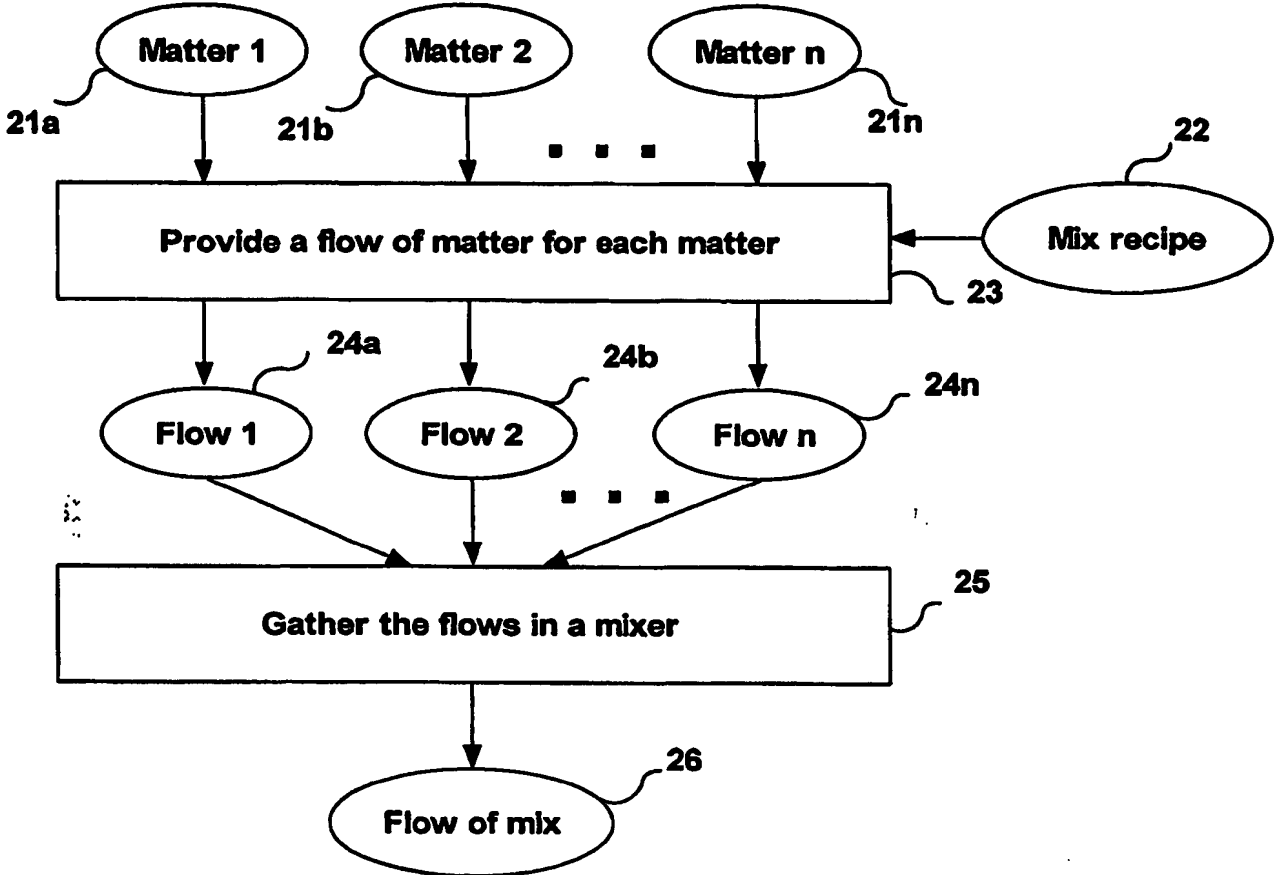 Matter 1
Matter 2
Matter n
21a
21b
21n
22
Provide a flow of matter for each matter
Mix recipe
23
24a
24b
24n
Flow 1
Flow 2
Flow n
25
Gather the flows in a mixer
26
Flow of mix